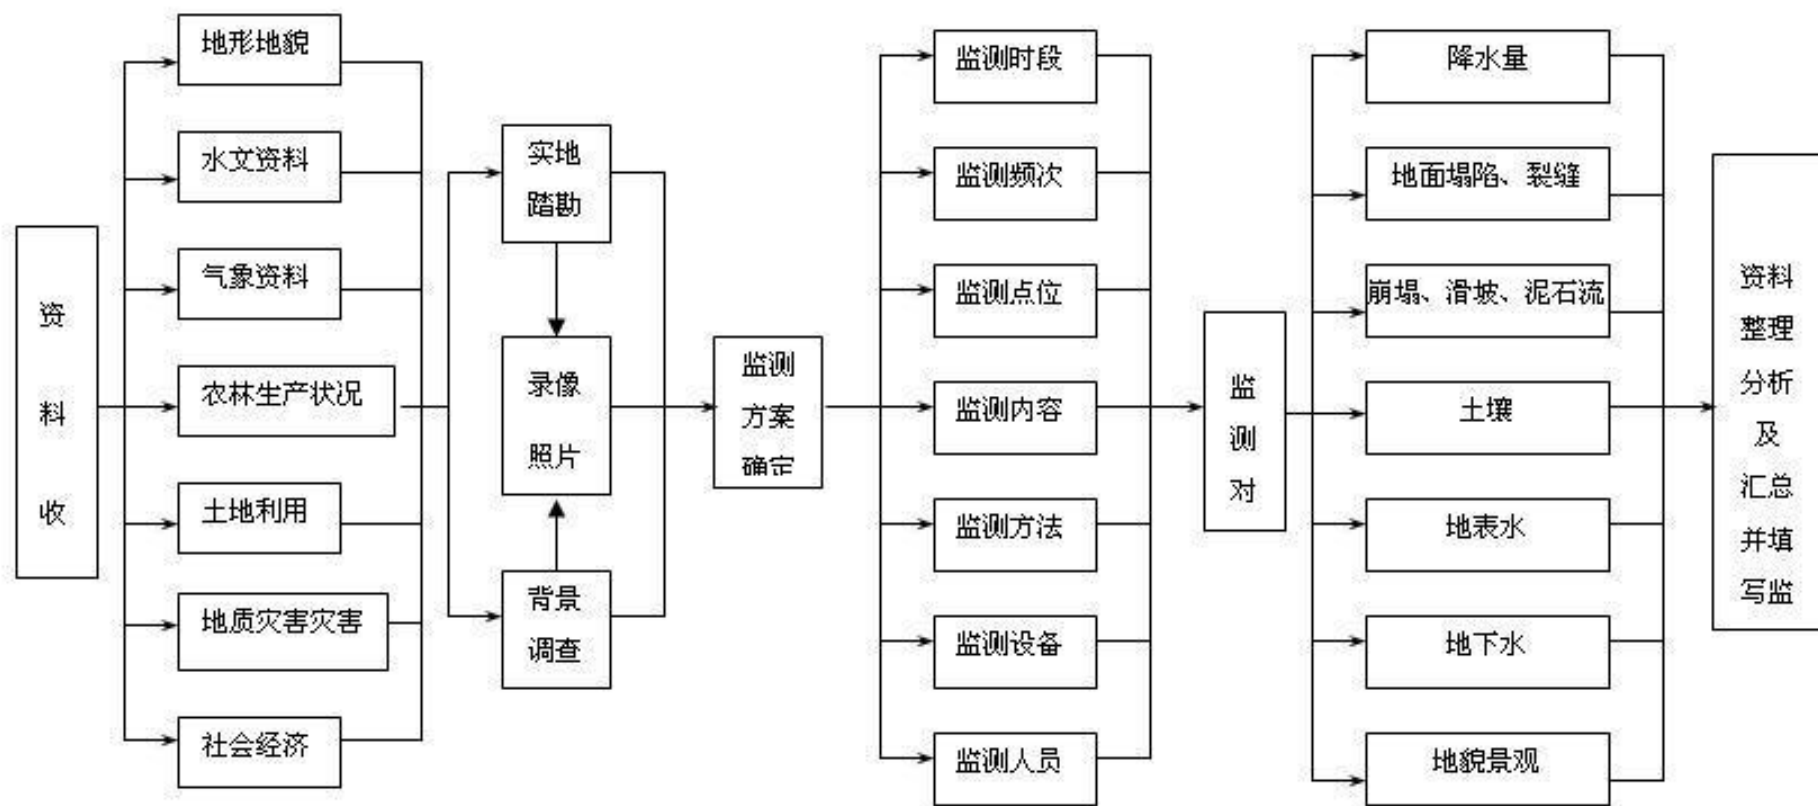 资
料
收
地形地貌
水文资料
气象资料
农林生产状况
土地利用
地质灾害灾害
社会经济
实地
踏勘
录像
照片
背景
调查
监测
方案
确定
监测时段
监测频次
监测点位
监测内容
监测方法
监测设备
监测人员
监
测
对
降水量
地面塌陷、裂缝
崩塌、滑坡、泥石流
土壤
地表水
地下水
地貌景观
资料
整理
分析
及
汇总
并填
写监